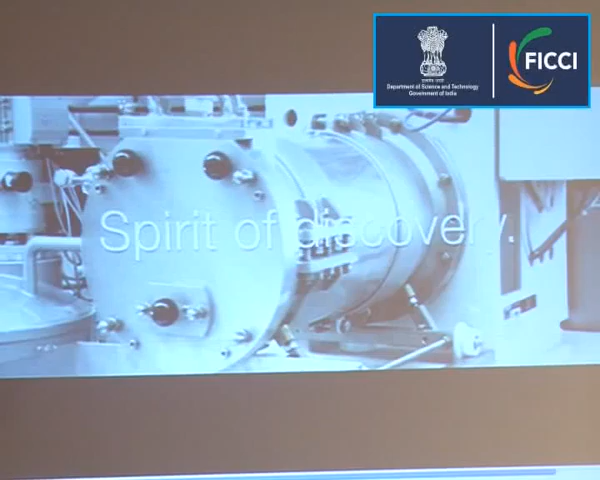 Department of Science and Technology
Government of India
FICCI
Spirit of discovery.